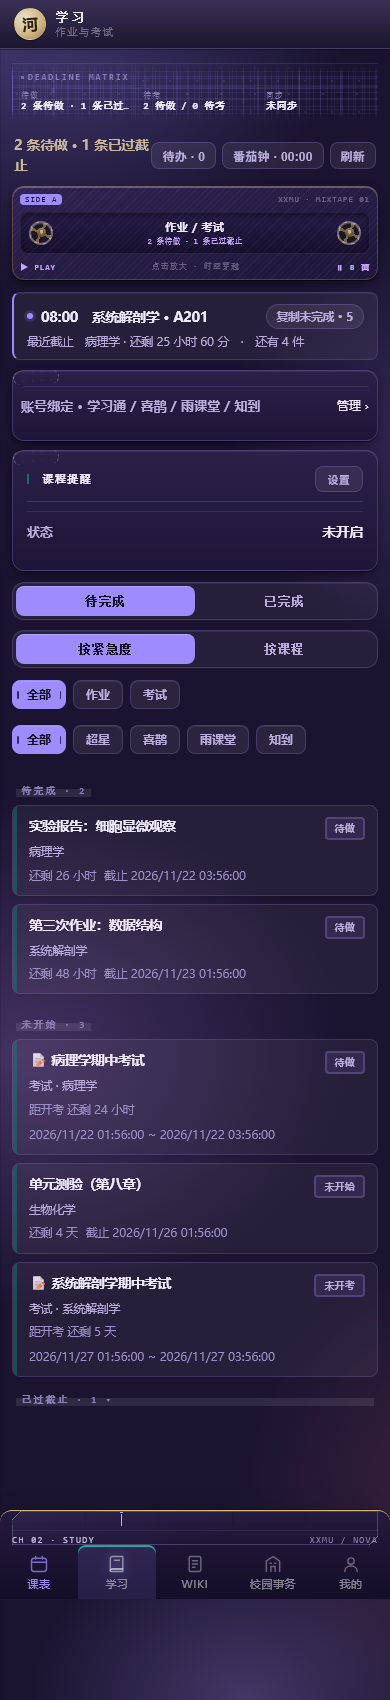 河
学习
作业与考试
DEADLINE MATRIX
待做 待考 同步
2 条待做 · 1 条已过… 2 待做 / 0 待考 未同步
2 条待做 • 1 条已过截止
待办 · 0 番茄钟 · 00:00 刷新
SIDE A XXMU · MIXTAPE 01
作业 / 考试
2 条待做 · 1 条已过截止
▶ PLAY 点击放大 · 时空穿越
08:00 系统解剖学 • A201 复制未完成 • 5
最近截止 病理学 · 还剩 25 小时 60 分 · 还有 4 件
账号绑定 • 学习通 / 喜鹊 / 雨课堂 / 知到 管理 ›
课程提醒 设置
状态 未开启
待完成 已完成
按紧急度 按课程
全部 作业 考试
全部 超星 喜鹊 雨课堂 知到
待完成 · 2
实验报告：细胞显微观察 待做
病理学
还剩 26 小时 截止 2026/11/22 03:56:00
第三次作业：数据结构 待做
系统解剖学
还剩 48 小时 截止 2026/11/23 01:56:00
未开始 · 3
📝 病理学期中考试 待做
考试 · 病理学
距开考 还剩 24 小时
2026/11/22 01:56:00 ~ 2026/11/22 03:56:00
单元测验（第八章） 未开始
生物化学
还剩 4 天 截止 2026/11/26 01:56:00
📝 系统解剖学期中考试 未开考
考试 · 系统解剖学
距开考 还剩 5 天
2026/11/27 01:56:00 ~ 2026/11/27 03:56:00
已过截止 · 1
CH 02 · STUDY XXMU / NOVA
课表 学习 WIKI 校园事务 我的